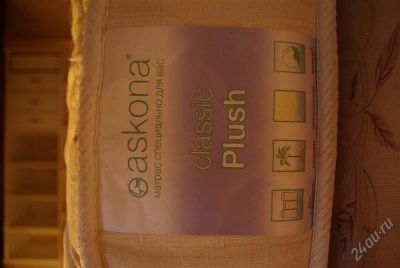 askona®
матрас специально для вас
classic
Plush
24au.ru